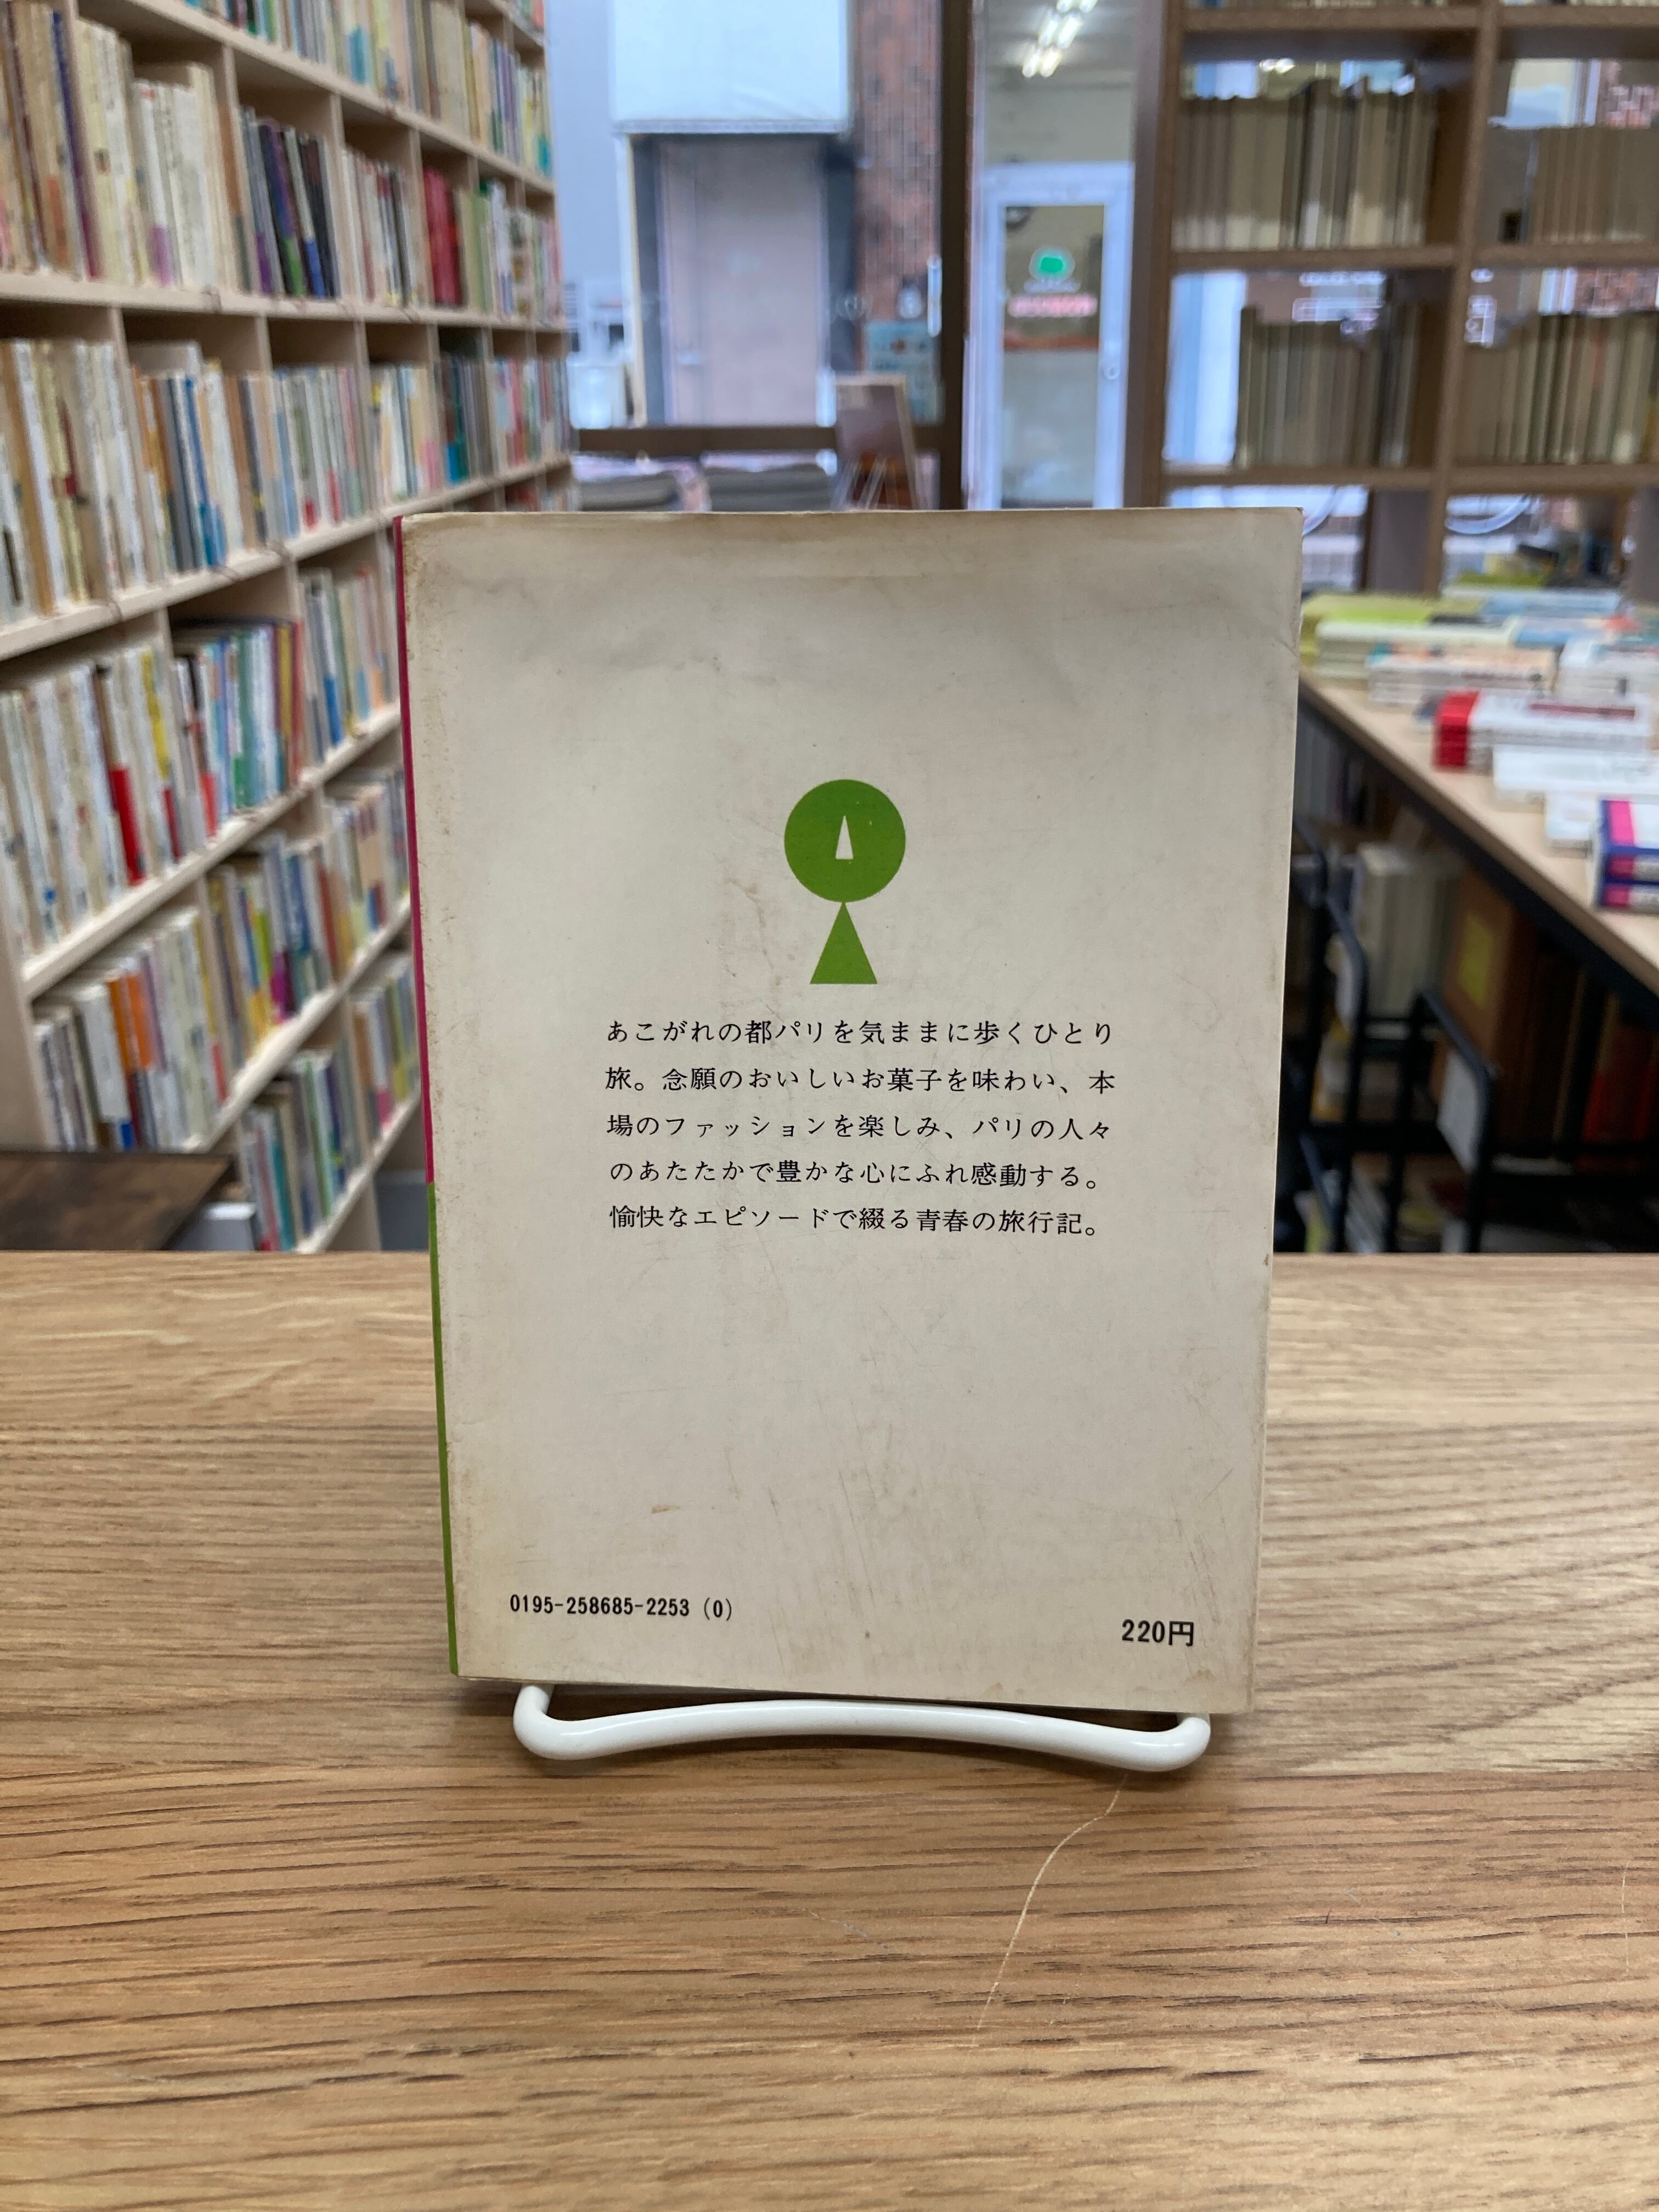 あこがれの都パリを気ままに歩くひとり
旅。念願のおいしいお菓子を味わい、本
場のファッションを楽しみ、パリの人々
のあたたかで豊かな心にふれ感動する。
愉快なエピソードで綴る青春の旅行記。
0195-258685-2253(0)
220円